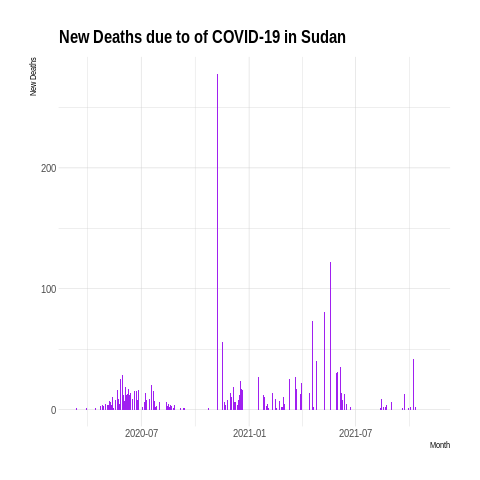 New Deaths due to of COVID-19 in Sudan
New Deaths
200
100
0
2020-07
2021-01
2021-07
Month